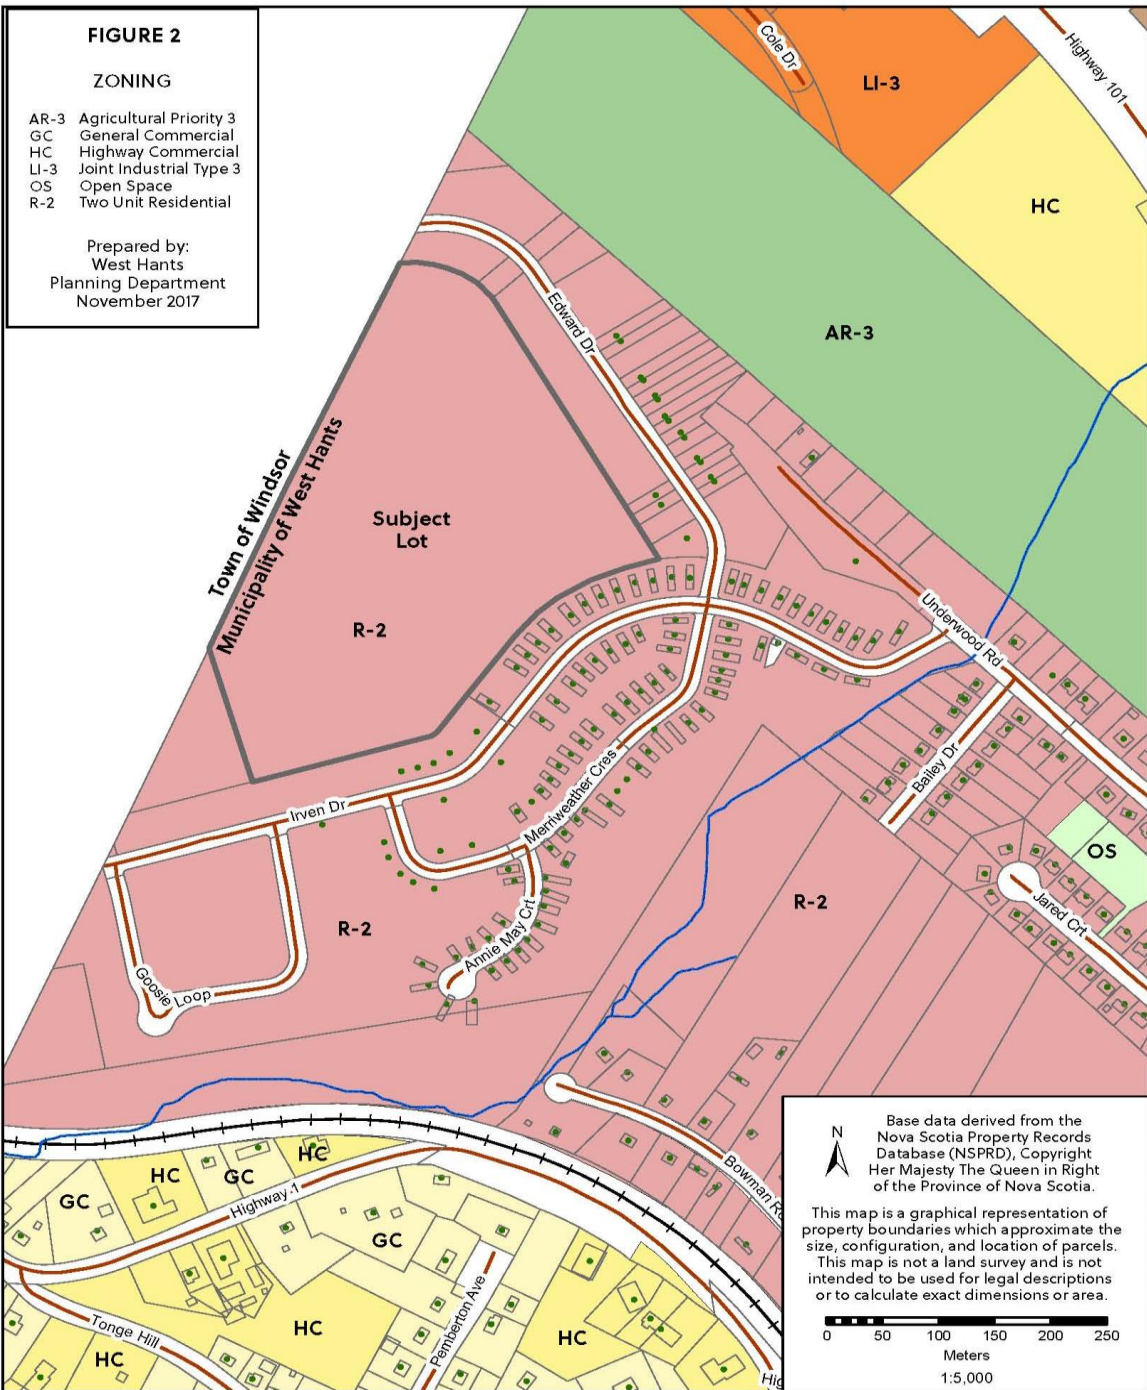 FIGURE 2
ZONING
AR-3 Agricultural Priority 3
GC General Commercial
HC Highway Commercial
LI-3 Joint Industrial Type 3
OS Open Space
R-2 Two Unit Residential
Prepared by:
West Hants
Planning Department
November 2017
Cole Dr
LI-3
Highway 101
HC
AR-3
Edward Dr
Town of Windsor
Municipality of West Hants
Subject
Lot
R-2
Underwood Rd
Bailey Dr
Merriweather Cres
Irven Dr
OS
Jared Crt
R-2
R-2
Annie May Crt
Goosie Loop
Bowman Rd
HC
HC
GC
GC
Highway 1
GC
Pemberton Ave
HC
HC
Tonge Hill
HC
Hig
N
Base data derived from the
Nova Scotia Property Records
Database (NSPRD), Copyright
Her Majesty The Queen in Right
of the Province of Nova Scotia.
This map is a graphical representation of
property boundaries which approximate the
size, configuration, and location of parcels.
This map is not a land survey and is not
intended to be used for legal descriptions
or to calculate exact dimensions or area.
0 50 100 150 200 250
Meters
1:5,000